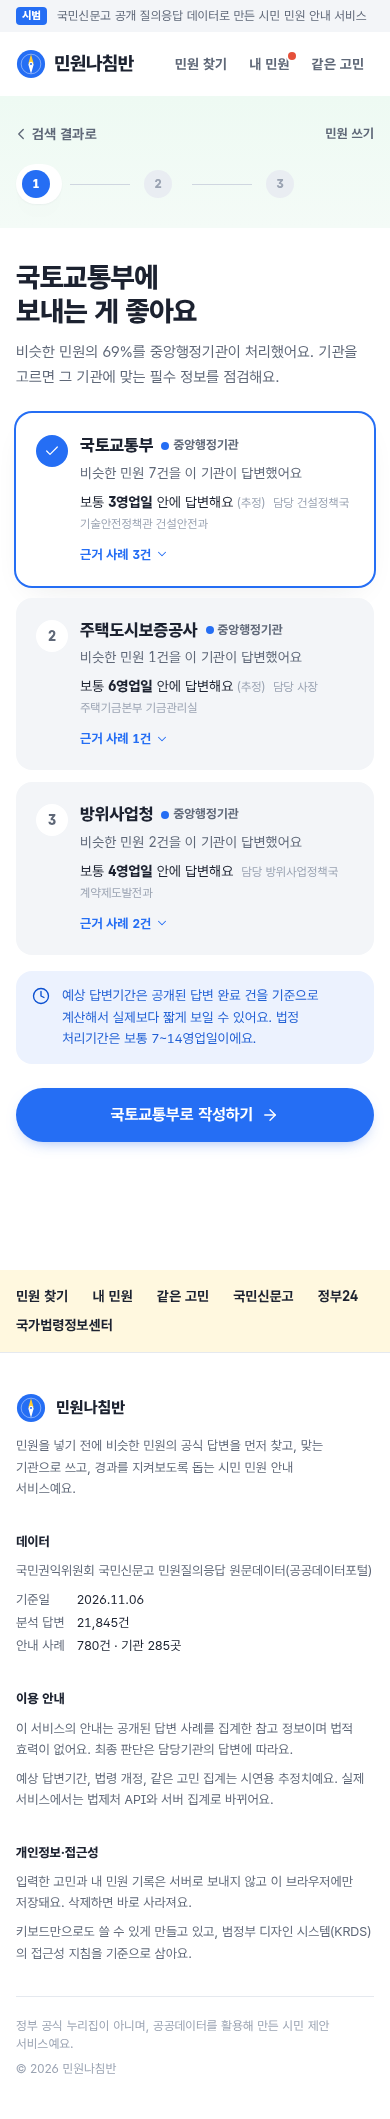 시범 국민신문고 공개 질의응답 데이터로 만든 시민 민원 안내 서비스
민원나침반 민원 찾기 내 민원 같은 고민
검색 결과로 민원 쓰기
1 2 3
국토교통부에
보내는 게 좋아요
비슷한 민원의 69%를 중앙행정기관이 처리했어요. 기관을
고르면 그 기관에 맞는 필수 정보를 점검해요.
국토교통부 중앙행정기관
비슷한 민원 7건을 이 기관이 답변했어요
보통 3영업일 안에 답변해요 (추정) 담당 건설정책국
기술안전정책관 건설안전과
근거 사례 3건
2 주택도시보증공사 중앙행정기관
비슷한 민원 1건을 이 기관이 답변했어요
보통 6영업일 안에 답변해요 (추정) 담당 사장
주택기금본부 기금관리실
근거 사례 1건
3 방위사업청 중앙행정기관
비슷한 민원 2건을 이 기관이 답변했어요
보통 4영업일 안에 답변해요 담당 방위사업정책국
계약제도발전과
근거 사례 2건
예상 답변기간은 공개된 답변 완료 건을 기준으로
계산해서 실제보다 짧게 보일 수 있어요. 법정
처리기간은 보통 7~14영업일이에요.
국토교통부로 작성하기
민원 찾기 내 민원 같은 고민 국민신문고 정부24
국가법령정보센터
민원나침반
민원을 넣기 전에 비슷한 민원의 공식 답변을 먼저 찾고, 맞는
기관으로 쓰고, 경과를 지켜보도록 돕는 시민 민원 안내
서비스예요.
데이터
국민권익위원회 국민신문고 민원질의응답 원문데이터(공공데이터포털)
기준일 2026.11.06
분석 답변 21,845건
안내 사례 780건 · 기관 285곳
이용 안내
이 서비스의 안내는 공개된 답변 사례를 집계한 참고 정보이며 법적
효력이 없어요. 최종 판단은 담당기관의 답변에 따라요.
예상 답변기간, 법령 개정, 같은 고민 집계는 시연용 추정치예요. 실제
서비스에서는 법제처 API와 서버 집계로 바뀌어요.
개인정보·접근성
입력한 고민과 내 민원 기록은 서버로 보내지 않고 이 브라우저에만
저장돼요. 삭제하면 바로 사라져요.
키보드만으로도 쓸 수 있게 만들고 있고, 범정부 디자인 시스템(KRDS)
의 접근성 지침을 기준으로 삼아요.
정부 공식 누리집이 아니며, 공공데이터를 활용해 만든 시민 제안
서비스예요.
© 2026 민원나침반